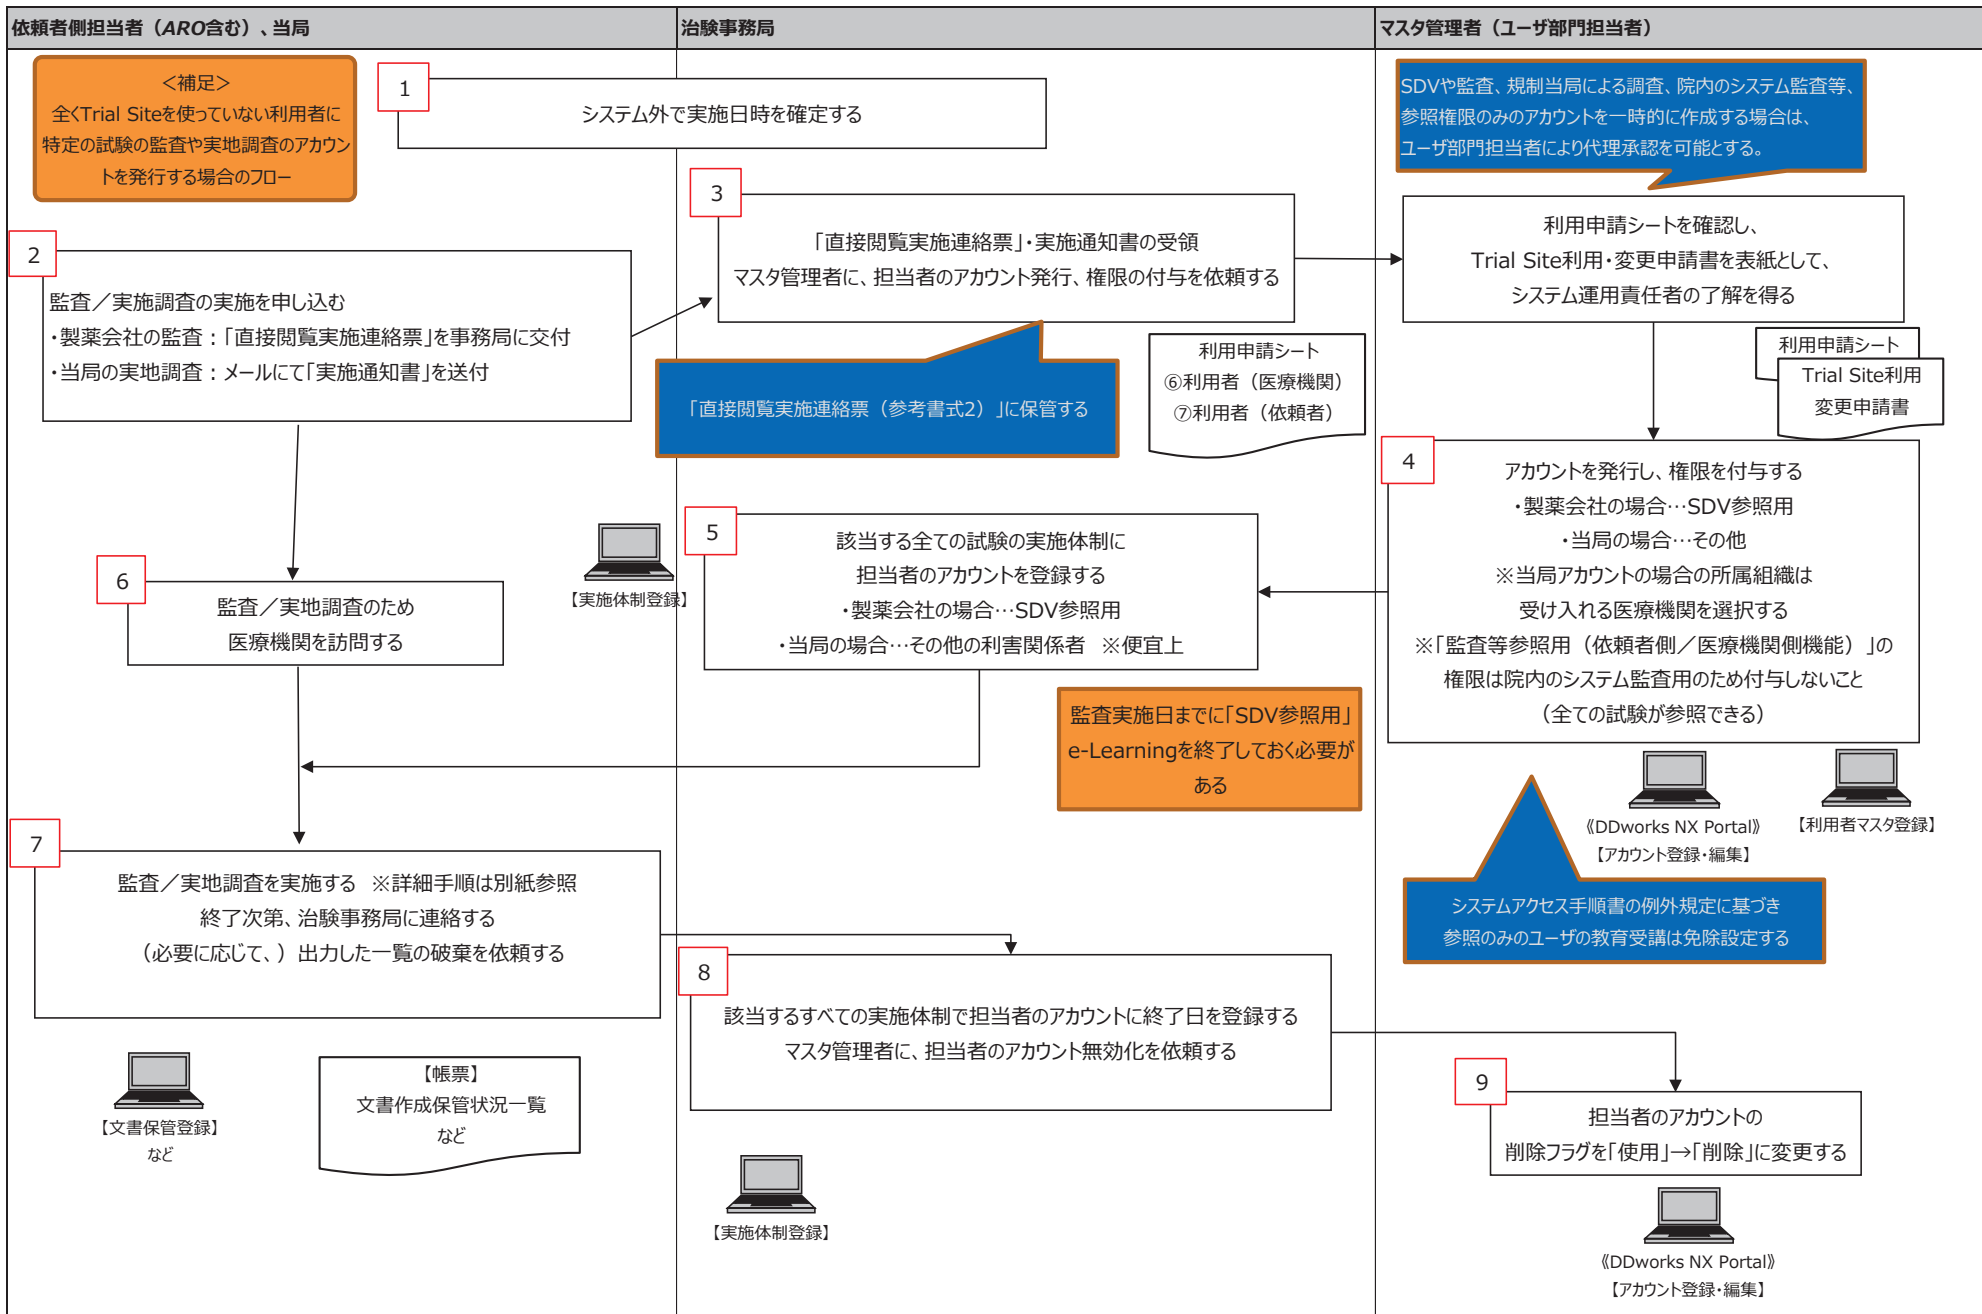 依頼者側担当者（ARO含む）、当局
治験事務局
マスタ管理者（ユーザ部門担当者）
＜補足＞
全くTrial Siteを使っていない利用者に
特定の試験の監査や実地調査のアカウン
トを発行する場合のフロー
1
システム外で実施日時を確定する
SDVや監査、規制当局による調査、院内のシステム監査等、
参照権限のみのアカウントを一時的に作成する場合は、
ユーザ部門担当者により代理承認を可能とする。
2
監査／実施調査の実施を申し込む
・製薬会社の監査：「直接閲覧実施連絡票」を事務局に交付
・当局の実地調査：メールにて「実施通知書」を送付
3
「直接閲覧実施連絡票」・実施通知書の受領
マスタ管理者に、担当者のアカウント発行、権限の付与を依頼する
利用申請シートを確認し、
Trial Site利用・変更申請書を表紙として、
システム運用責任者の了解を得る
「直接閲覧実施連絡票（参考書式2）」に保管する
利用申請シート
⑥利用者（医療機関）
⑦利用者（依頼者）
利用申請シート
Trial Site利用
変更申請書
4
アカウントを発行し、権限を付与する
・製薬会社の場合…SDV参照用
・当局の場合…その他
※当局アカウントの場合の所属組織は
受け入れる医療機関を選択する
※「監査等参照用（依頼者側／医療機関側機能）」の
権限は院内のシステム監査用のため付与しないこと
（全ての試験が参照できる）
5
該当する全ての試験の実施体制に
担当者のアカウントを登録する
・製薬会社の場合…SDV参照用
・当局の場合…その他の利害関係者　※便宜上
【実施体制登録】
6
監査／実地調査のため
医療機関を訪問する
監査実施日までに「SDV参照用」
e-Learningを終了しておく必要が
ある
《DDworks NX Portal》
【アカウント登録・編集】
【利用者マスタ登録】
システムアクセス手順書の例外規定に基づき
参照のみのユーザの教育受講は免除設定する
7
監査／実地調査を実施する　※詳細手順は別紙参照
終了次第、治験事務局に連絡する
（必要に応じて、）出力した一覧の破棄を依頼する
【文書保管登録】
など
【帳票】
文書作成保管状況一覧
など
8
該当するすべての実施体制で担当者のアカウントに終了日を登録する
マスタ管理者に、担当者のアカウント無効化を依頼する
【実施体制登録】
9
担当者のアカウントの
削除フラグを「使用」→「削除」に変更する
《DDworks NX Portal》
【アカウント登録・編集】